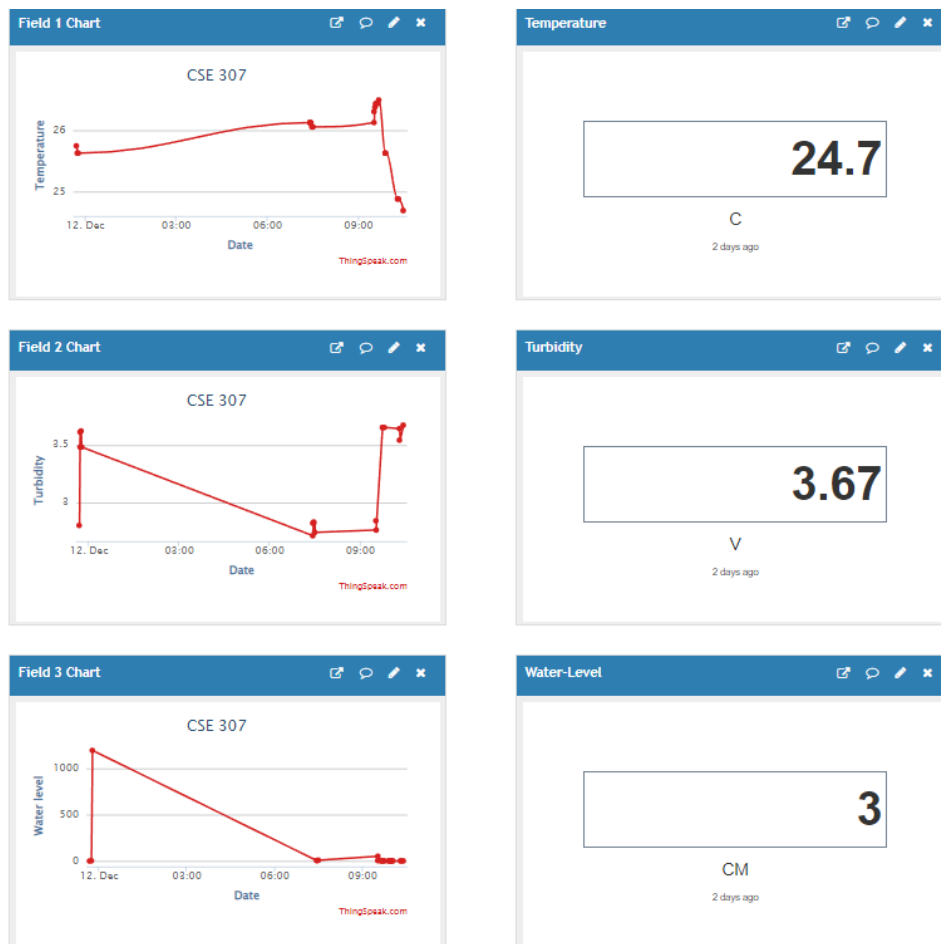 Field 1 Chart
Temperature
CSE 307
26
25
Temperature
12. Dec 03:00 06:00 09:00
Date
ThingSpeak.com
24.7
C
2 days ago
Field 2 Chart
Turbidity
CSE 307
3.5
3
Turbidity
12. Dec 03:00 06:00 09:00
Date
ThingSpeak.com
3.67
V
2 days ago
Field 3 Chart
Water-Level
CSE 307
1000
500
0
Water level
12. Dec 03:00 06:00 09:00
Date
ThingSpeak.com
3
CM
2 days ago